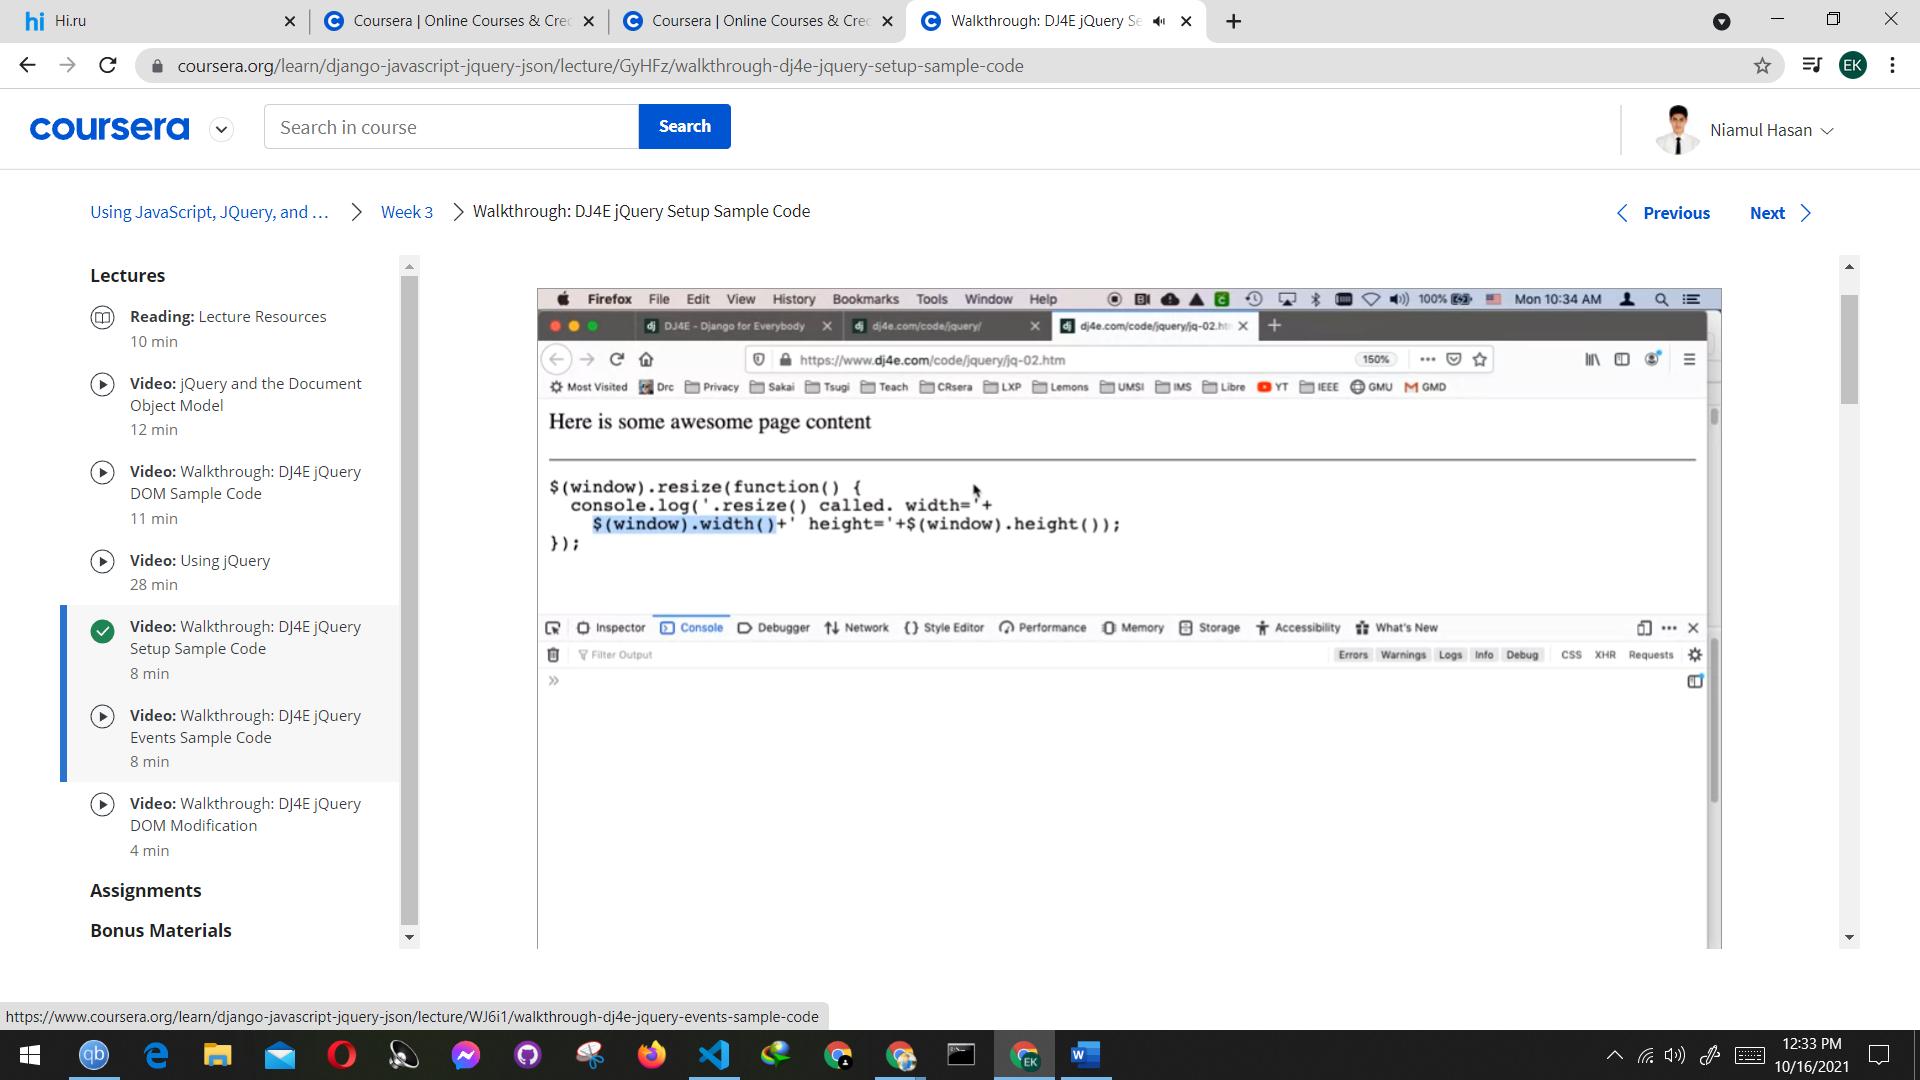 Hi.ru
Coursera | Online Courses & Crec
Coursera | Online Courses & Crec
Walkthrough: DJ4E jQuery Se
coursera.org/learn/django-javascript-jquery-json/lecture/GyHFz/walkthrough-dj4e-jquery-setup-sample-code
EK
coursera
Search in course
Search
Niamul Hasan
Using JavaScript, JQuery, and ...
Week 3
Walkthrough: DJ4E jQuery Setup Sample Code
Previous
Next
Lectures
Reading: Lecture Resources
10 min
Video: jQuery and the Document
Object Model
12 min
Video: Walkthrough: DJ4E jQuery
DOM Sample Code
11 min
Video: Using jQuery
28 min
Video: Walkthrough: DJ4E jQuery
Setup Sample Code
8 min
Video: Walkthrough: DJ4E jQuery
Events Sample Code
8 min
Video: Walkthrough: DJ4E jQuery
DOM Modification
4 min
Assignments
Bonus Materials
Firefox File Edit View History Bookmarks Tools Window Help 100% Mon 10:34 AM
dj DJ4E - Django for Everybody
dj dj4e.com/code/jquery/
dj dj4e.com/code/jquery/jq-02.ht
https://www.dj4e.com/code/jquery/jq-02.htm 150%
Most Visited Drc Privacy Sakai Tsugi Teach CRsera LXP Lemons UMSI IMS Libre YT IEEE GMU GMD
Here is some awesome page content
$(window).resize(function() {
console.log('.resize() called. width='+
$(window).width()+' height='+$(window).height());
});
Inspector Console Debugger Network {} Style Editor Performance Memory Storage Accessibility What's New
Filter Output Errors Warnings Logs Info Debug CSS XHR Requests
»
https://www.coursera.org/learn/django-javascript-jquery-json/lecture/WJ6i1/walkthrough-dj4e-jquery-events-sample-code
qb
EK
W
12:33 PM
10/16/2021